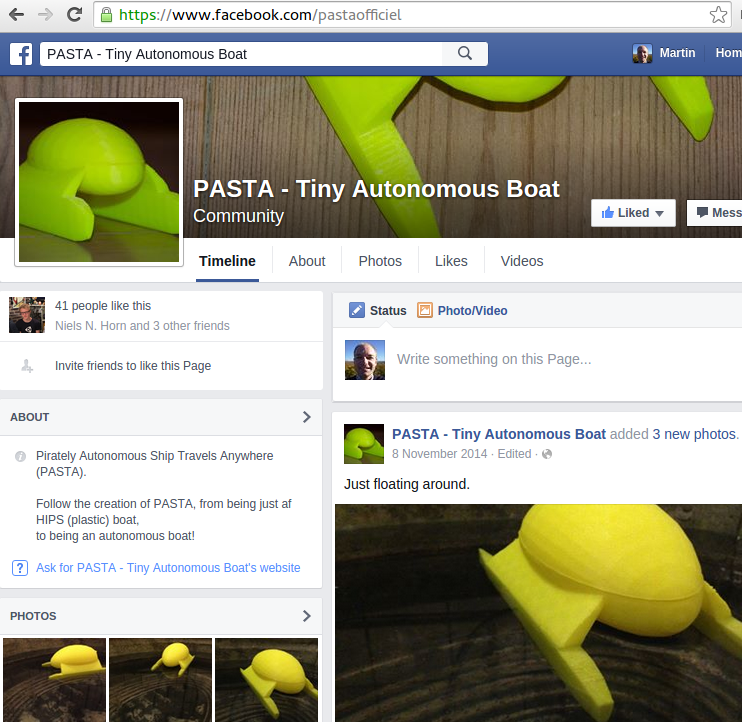 https://www.facebook.com/pastaofficiel
f PASTA - Tiny Autonomous Boat Martin Hom
PASTA - Tiny Autonomous Boat
Community
Liked Mess
Timeline About Photos Likes Videos
41 people like this
Niels N. Horn and 3 other friends
Invite friends to like this Page
ABOUT
Pirately Autonomous Ship Travels Anywhere
(PASTA).
Follow the creation of PASTA, from being just af
HIPS (plastic) boat,
to being an autonomous boat!
? Ask for PASTA - Tiny Autonomous Boat's website
PHOTOS
Status Photo/Video
Write something on this Page...
PASTA - Tiny Autonomous Boat added 3 new photos.
8 November 2014 · Edited ·
Just floating around.